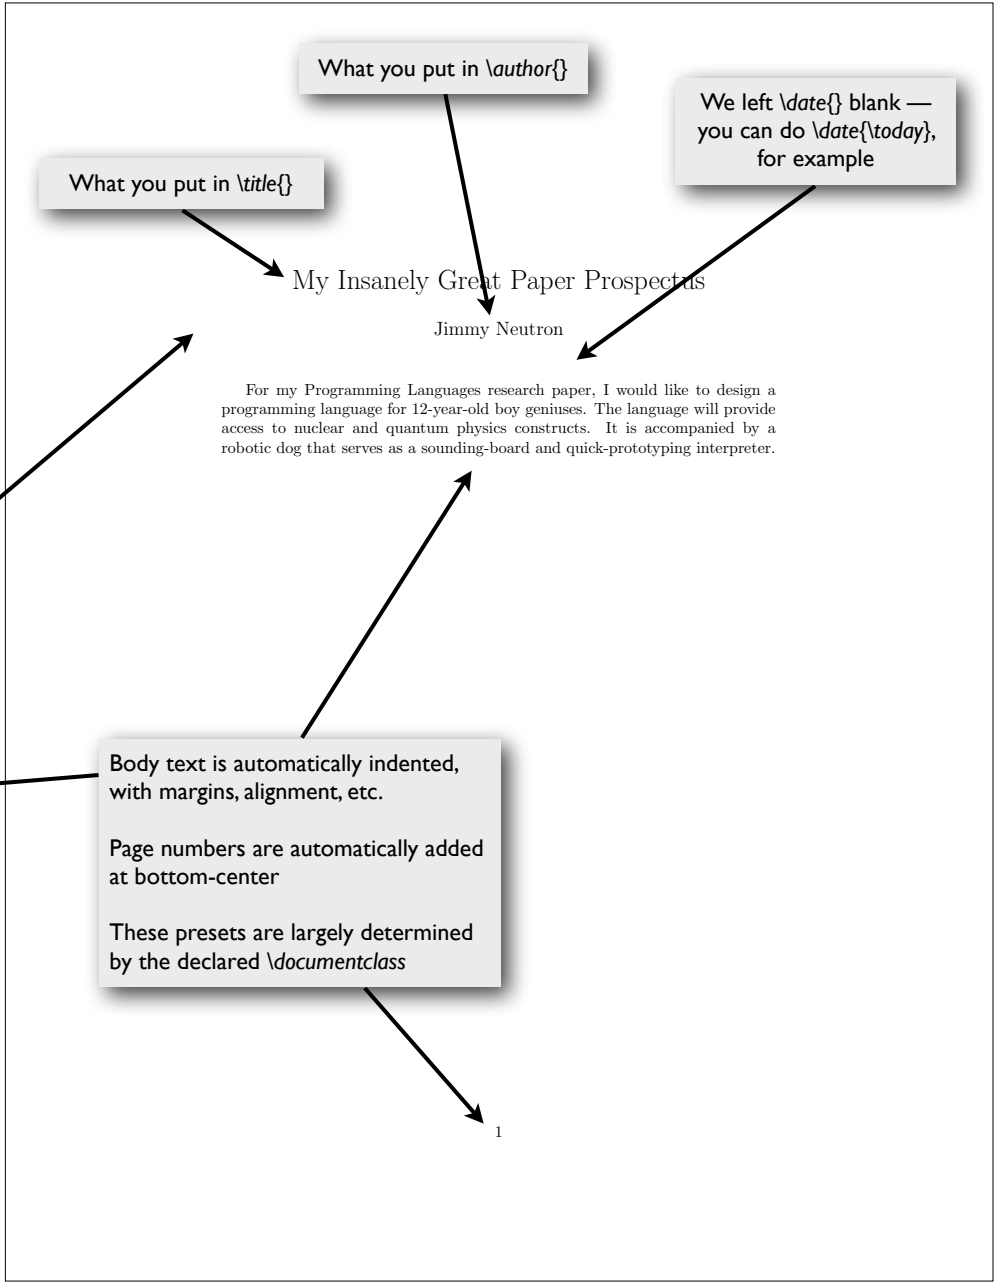 What you put in \author{}
We left \date{} blank —
you can do \date{\today},
for example
What you put in \title{}
My Insanely Great Paper Prospectus
Jimmy Neutron
For my Programming Languages research paper, I would like to design a
programming language for 12-year-old boy geniuses. The language will provide
access to nuclear and quantum physics constructs. It is accompanied by a
robotic dog that serves as a sounding-board and quick-prototyping interpreter.
Body text is automatically indented,
with margins, alignment, etc.
Page numbers are automatically added
at bottom-center
These presets are largely determined
by the declared \documentclass
1